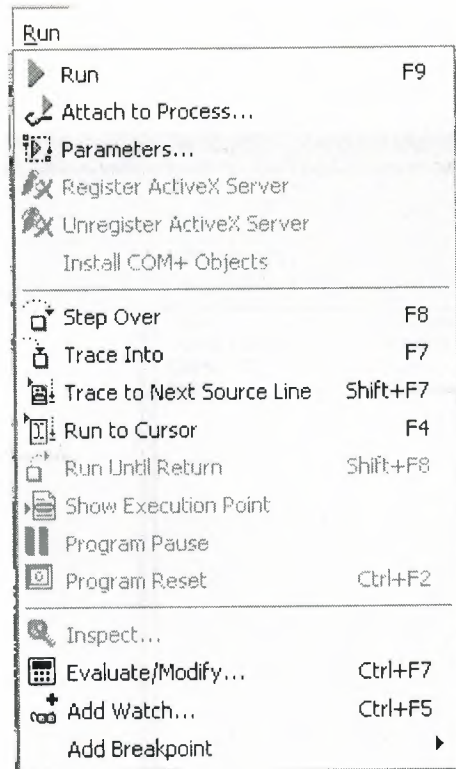 Run
Run F9
Attach to Process...
Parameters...
Register ActiveX Server
Unregister ActiveX Server
Install COM+ Objects
Step Over F8
Trace Into F7
Trace to Next Source Line Shift+F7
Run to Cursor F4
Run Until Return Shift+F8
Show Execution Point
Program Pause
Program Reset Ctrl+F2
Inspect...
Evaluate/Modify... Ctrl+F7
Add Watch... Ctrl+F5
Add Breakpoint